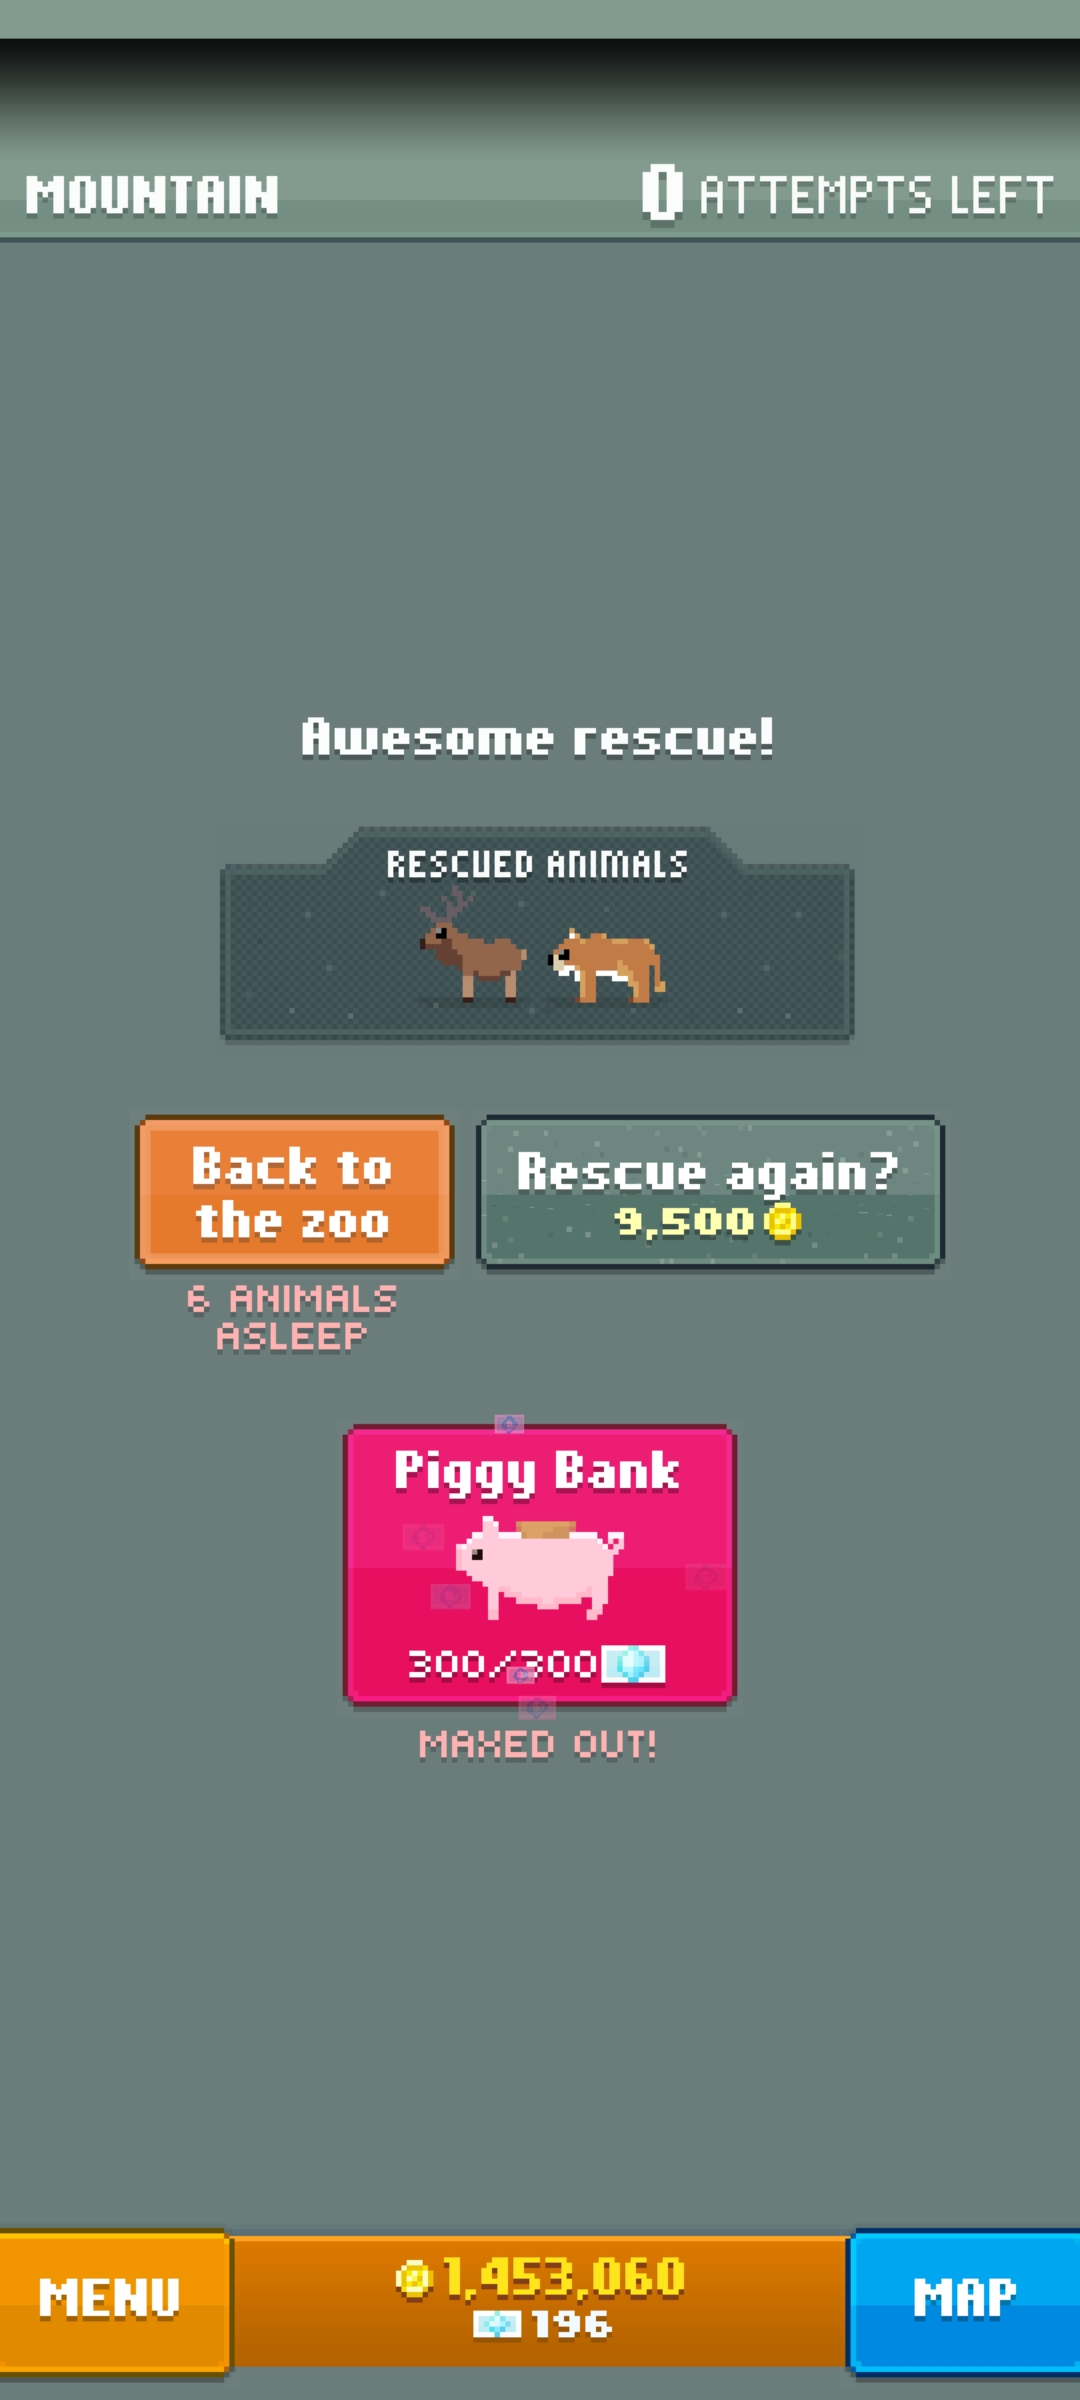 MOUNTAIN
0 ATTEMPTS LEFT
Awesome rescue!
RESCUED ANIMALS
Back to
the zoo
Rescue again?
9,500
6 ANIMALS
ASLEEP
Piggy Bank
300/300
MAXED OUT!
MENU
1,453,060
196
MAP